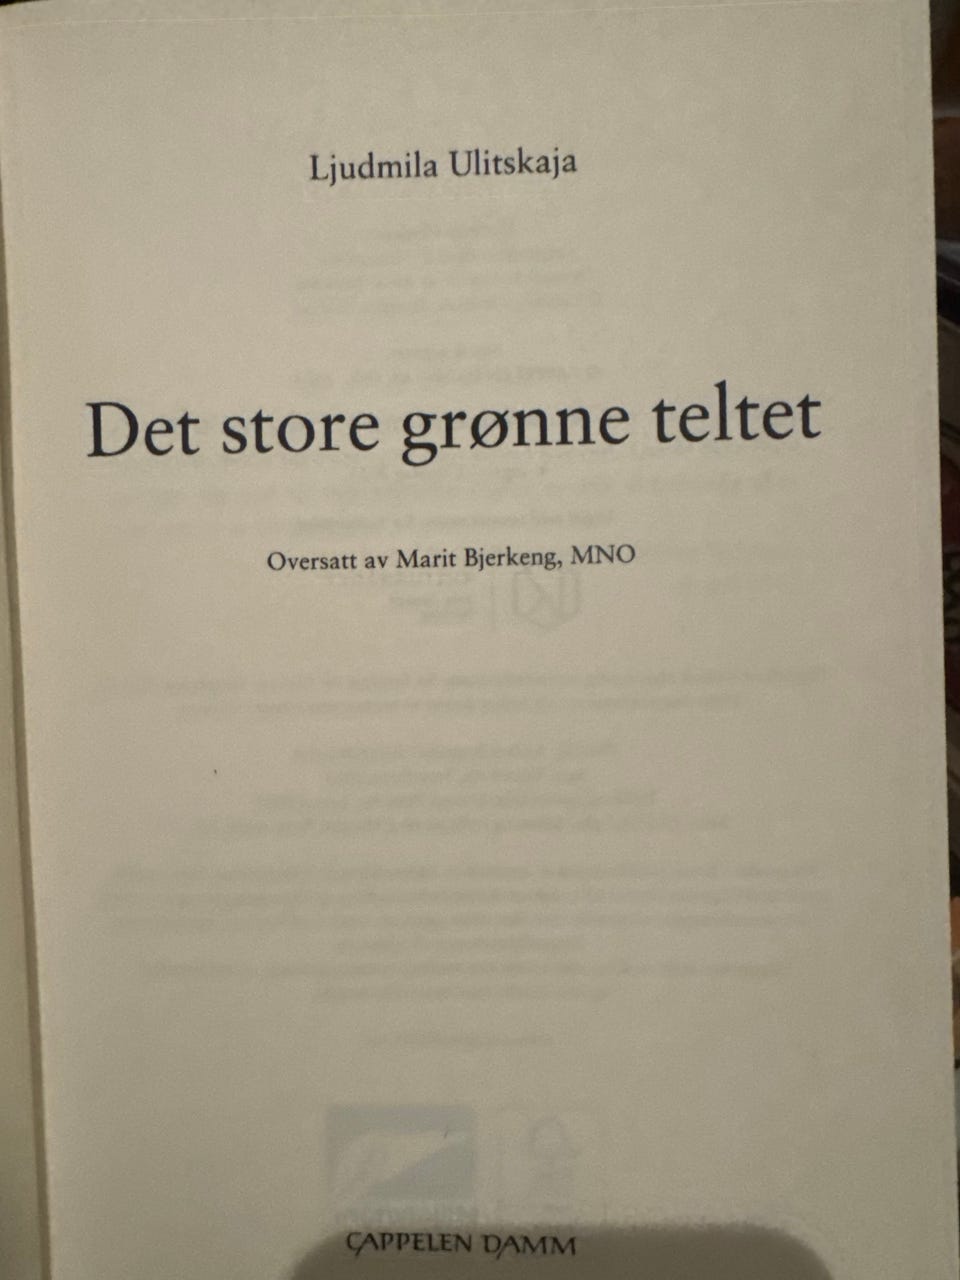 Ljudmila Ulitskaja
Det store grønne teltet
Oversatt av Marit Bjerkeng, MNO
CAPPELEN DAMM